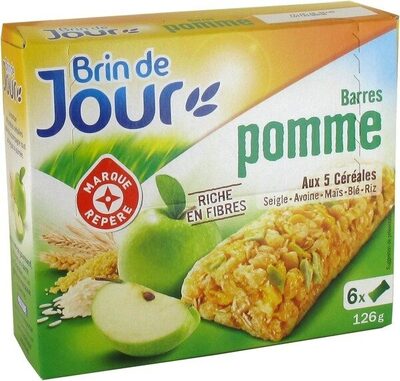 Brin de
Jour
Barres
pomme
Aux 5 Céréales
Seigle • Avoine • Maïs • Blé • Riz
MARQUE
REPÈRE
RICHE
EN FIBRES
6x
126g